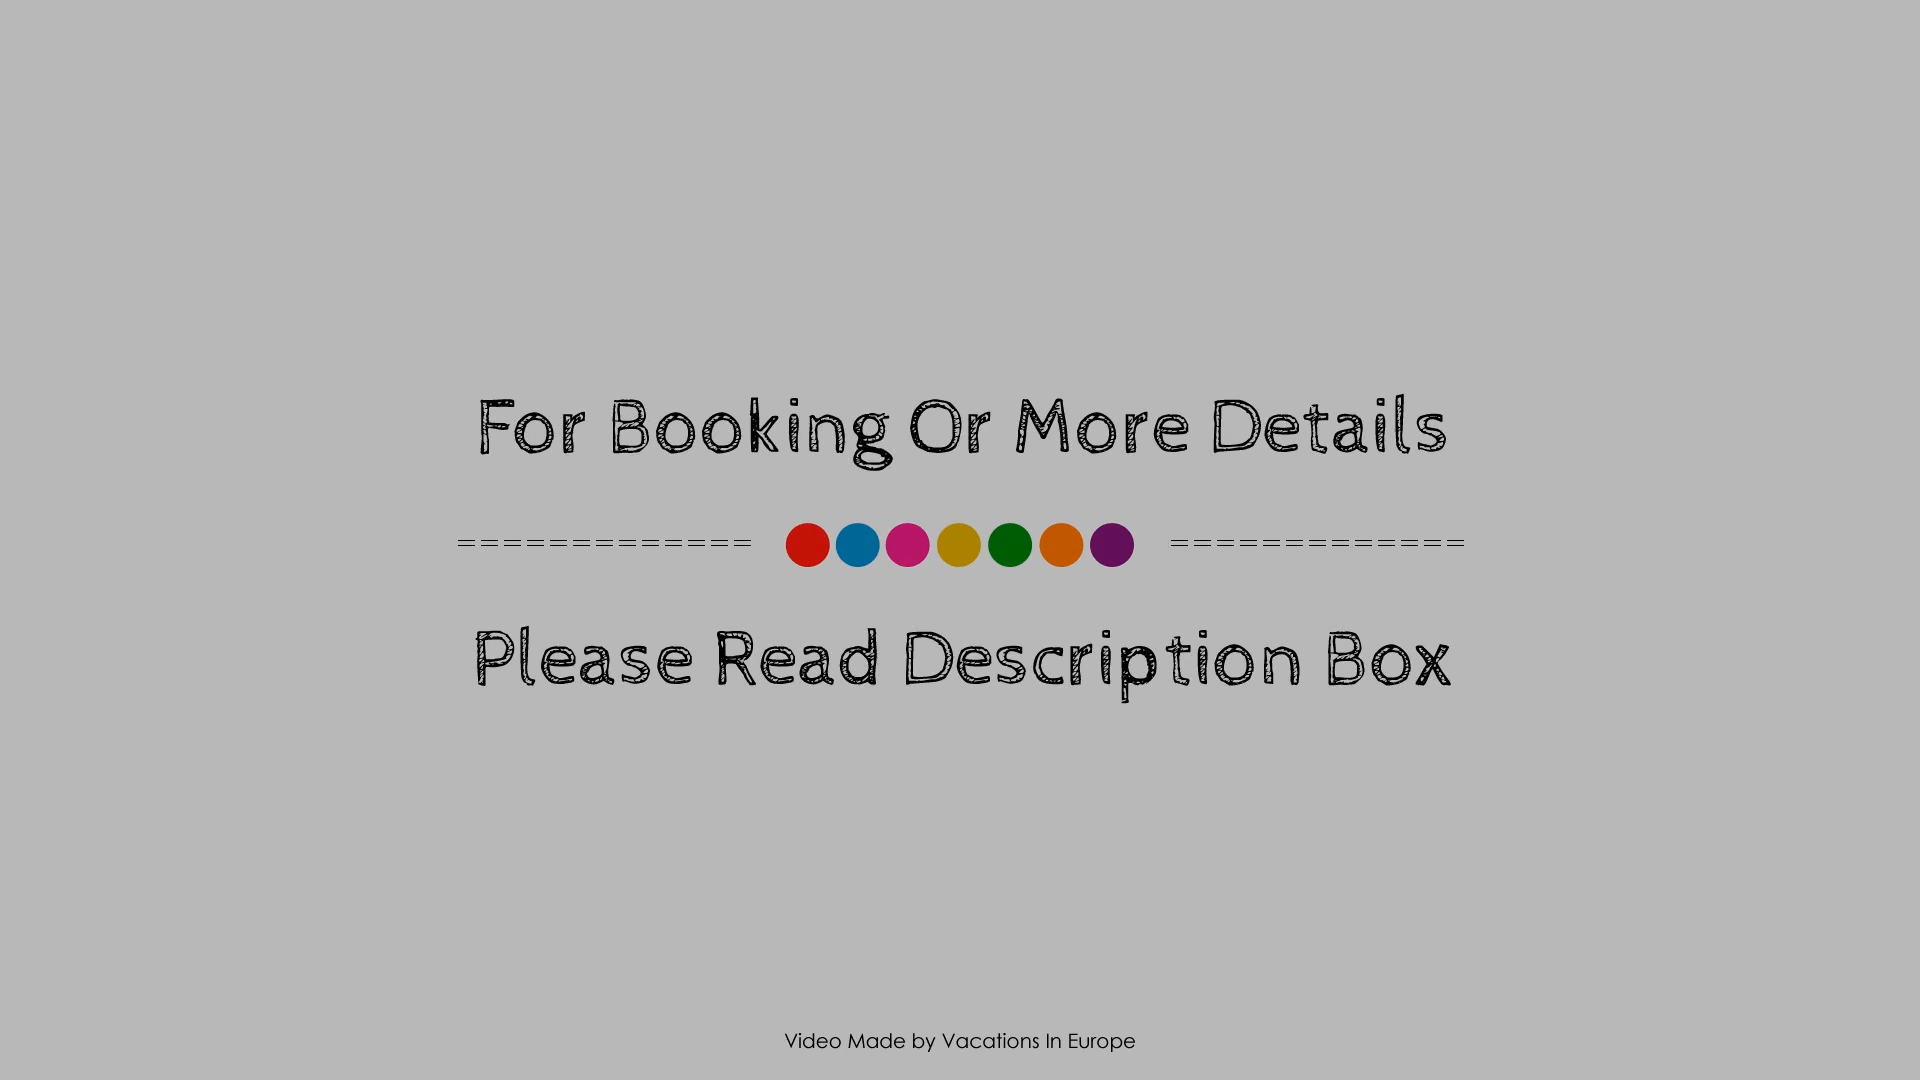 For Booking Or More Details
============= =============
Please Read Description Box
Video Made by Vacations In Europe